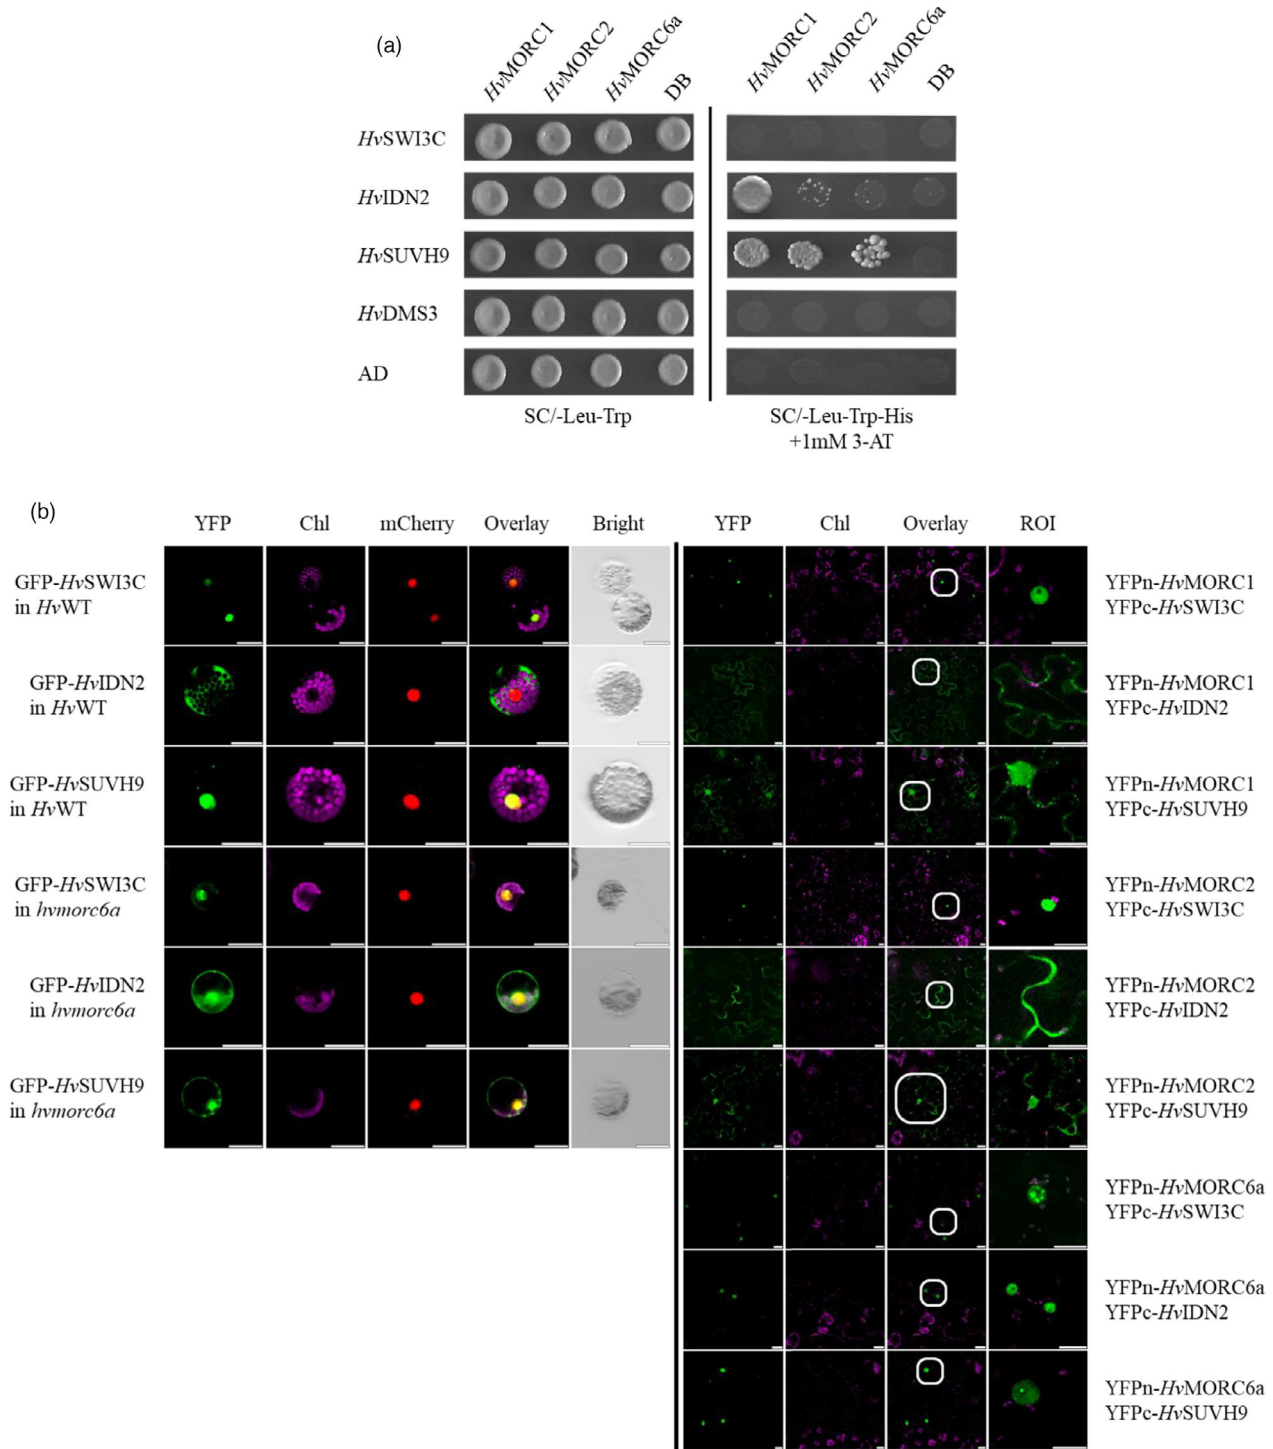 (a)
HvMORC1 HvMORC2 HvMORC6a DB HvMORC1 HvMORC2 HvMORC6a DB
HvSWI3C
HvIDN2
HvSUVH9
HvDMS3
AD
SC/-Leu-Trp
SC/-Leu-Trp-His
+1mM 3-AT
(b)
YFP Chl mCherry Overlay Bright
GFP-HvSWI3C
in HvWT
GFP-HvIDN2
in HvWT
GFP-HvSUVH9
in HvWT
GFP-HvSWI3C
in hvmorc6a
GFP-HvIDN2
in hvmorc6a
GFP-HvSUVH9
in hvmorc6a
YFP Chl Overlay ROI
YFPn-HvMORC1
YFPc-HvSWI3C
YFPn-HvMORC1
YFPc-HvIDN2
YFPn-HvMORC1
YFPc-HvSUVH9
YFPn-HvMORC2
YFPc-HvSWI3C
YFPn-HvMORC2
YFPc-HvIDN2
YFPn-HvMORC2
YFPc-HvSUVH9
YFPn-HvMORC6a
YFPc-HvSWI3C
YFPn-HvMORC6a
YFPc-HvIDN2
YFPn-HvMORC6a
YFPc-HvSUVH9